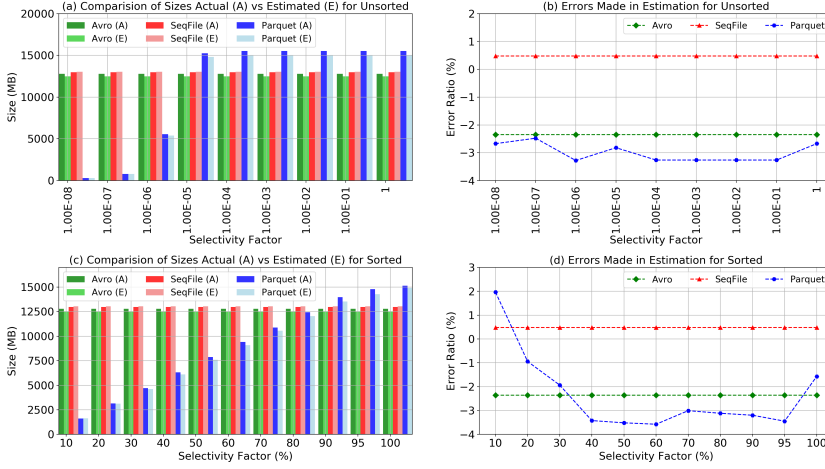 (a) Comparision of Sizes Actual (A) vs Estimated (E) for Unsorted
Avro (A) SeqFile (A) Parquet (A)
Avro (E) SeqFile (E) Parquet (E)
20000
15000
10000
5000
0
Size (MB)
1.00E-08 1.00E-07 1.00E-06 1.00E-05 1.00E-04 1.00E-03 1.00E-02 1.00E-01 1
Selectivity Factor
(b) Errors Made in Estimation for Unsorted
Avro SeqFile Parquet
2
1
0
−1
−2
−3
−4
Error Ratio (%)
1.00E-08 1.00E-07 1.00E-06 1.00E-05 1.00E-04 1.00E-03 1.00E-02 1.00E-01 1
Selectivity Factor
(c) Comparision of Sizes Actual (A) vs Estimated (E) for Sorted
Avro (A) SeqFile (A) Parquet (A)
Avro (E) SeqFile (E) Parquet (E)
15000
12500
10000
7500
5000
2500
0
Size (MB)
10 20 30 40 50 60 70 80 90 95 100
Selectivity Factor (%)
(d) Errors Made in Estimation for Sorted
Avro SeqFile Parquet
3
2
1
0
−1
−2
−3
−4
Error Ratio (%)
10 20 30 40 50 60 70 80 90 95 100
Selectivity Factor (%)